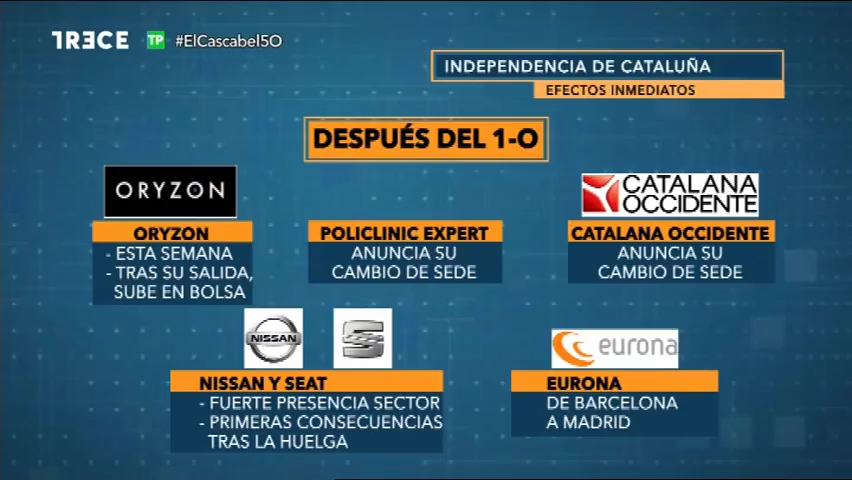 TRECE TP #ElCascabel5O
INDEPENDENCIA DE CATALUÑA
EFECTOS INMEDIATOS
DESPUÉS DEL 1-O
ORYZON
ORYZON
- ESTA SEMANA
- TRAS SU SALIDA,
SUBE EN BOLSA
POLICLINIC EXPERT
ANUNCIA SU
CAMBIO DE SEDE
CATALANA
OCCIDENTE
CATALANA OCCIDENTE
ANUNCIA SU
CAMBIO DE SEDE
NISSAN
NISSAN Y SEAT
- FUERTE PRESENCIA SECTOR
- PRIMERAS CONSECUENCIAS
TRAS LA HUELGA
eurona
EURONA
DE BARCELONA
A MADRID